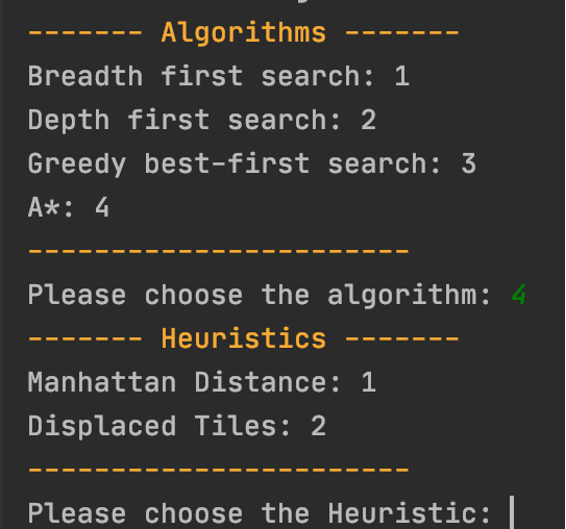 ------- Algorithms -------
Breadth first search: 1
Depth first search: 2
Greedy best-first search: 3
A*: 4
-----------------------
Please choose the algorithm: 4
------- Heuristics -------
Manhattan Distance: 1
Displaced Tiles: 2
-----------------------
Please choose the Heuristic: